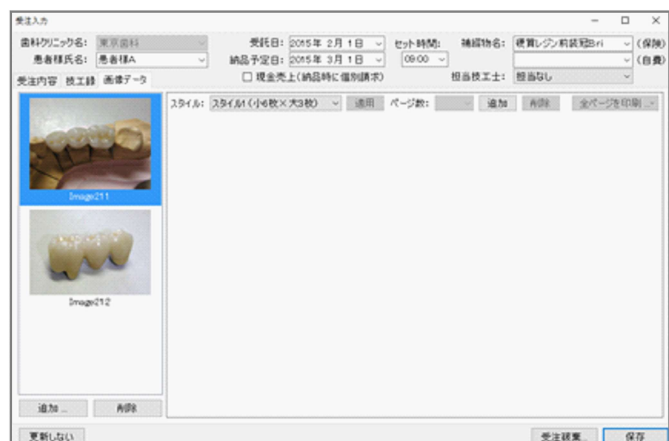 受注入力
歯科クリニック名: 東京歯科 受託日: 2015年 2月 1日 セット時間: 補綴物名: 硬質レジン前装冠Bri (保険)
患者様氏名: 患者様A 納品予定日: 2015年 3月 1日 09:00 (自費)
現金売上(納品時に個別請求) 担当技工士: 担当なし
受注内容 技工録 画像データ
スタイル: スタイル1(小6枚×大3枚) 適用 ページ数: 追加 削除 全ページを印刷 ...
Image211
Image212
追加 ... 削除
更新しない 受注破棄... 保存